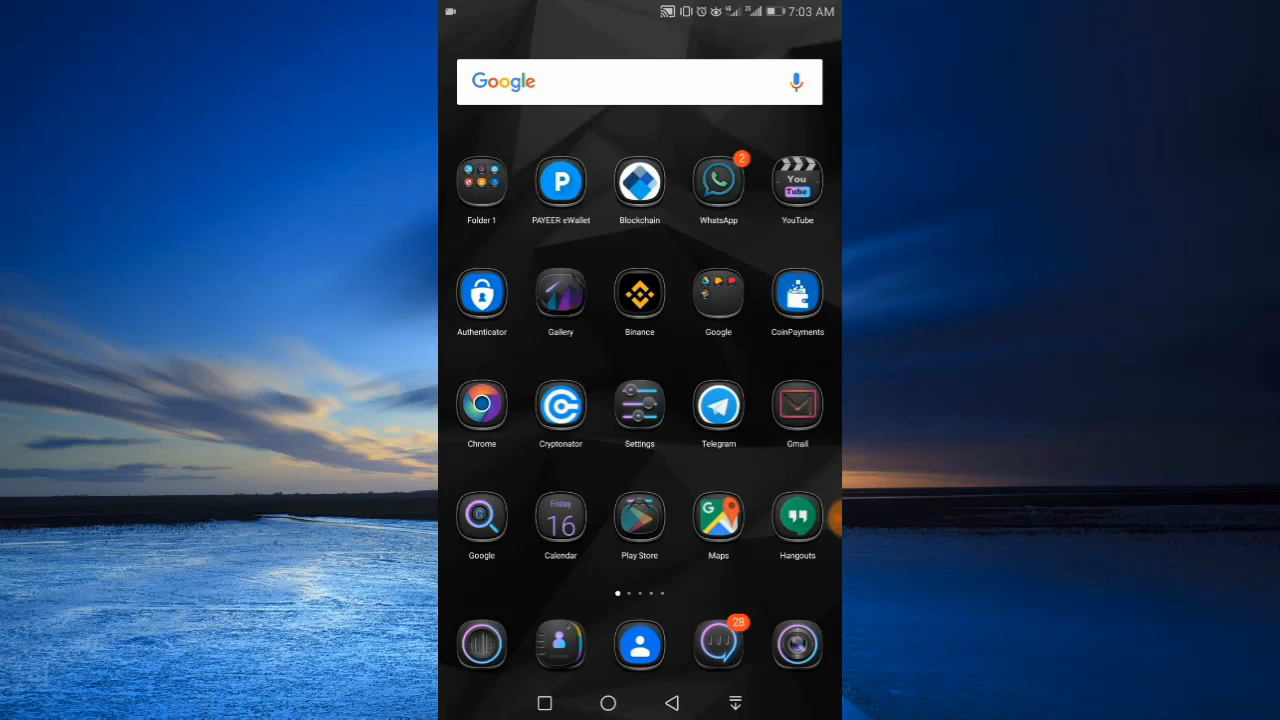 7:03 AM
Google
2
You
Tube
Folder 1
PAYEER eWallet
Blockchain
WhatsApp
YouTube
Authenticator
Gallery
Binance
Google
CoinPayments
Chrome
Cryptonator
Settings
Telegram
Gmail
Friday
16
G
Google
Calendar
Play Store
Maps
Hangouts
28